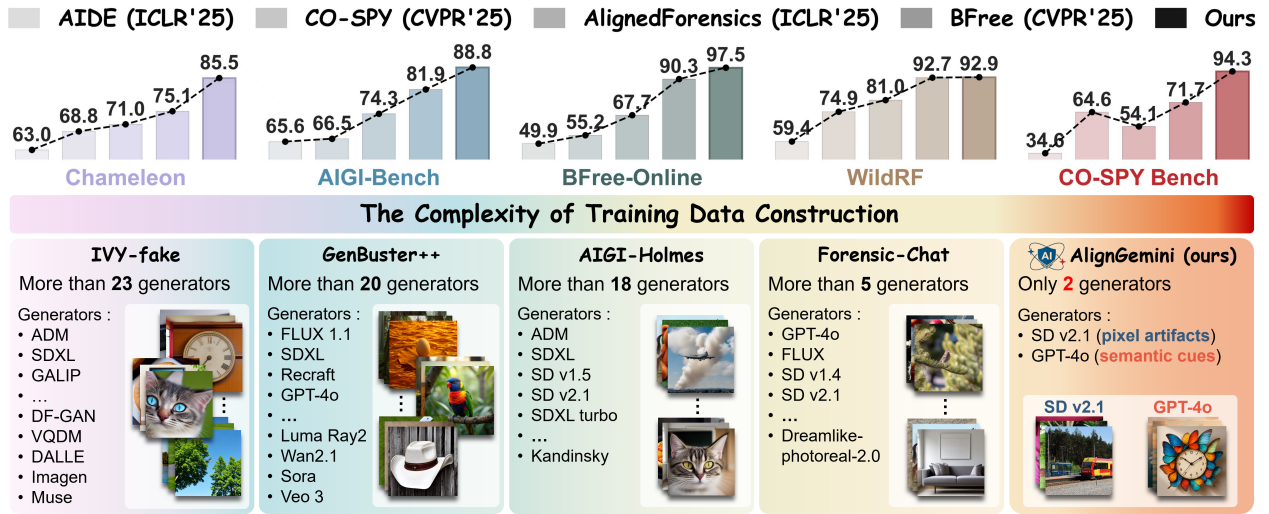 AIDE (ICLR'25) CO-SPY (CVPR'25) AlignedForensics (ICLR'25) BFree (CVPR'25) Ours
63.0 68.8 71.0 75.1 85.5
Chameleon
65.6 66.5 74.3 81.9 88.8
AIGI-Bench
49.9 55.2 67.7 90.3 97.5
BFree-Online
59.4 74.9 81.0 92.7 92.9
WildRF
34.6 64.6 54.1 71.7 94.3
CO-SPY Bench
The Complexity of Training Data Construction
IVY-fake
More than 23 generators
Generators :
• ADM
• SDXL
• GALIP
• ...
• DF-GAN
• VQDM
• DALLE
• Imagen
• Muse
GenBuster++
More than 20 generators
Generators :
• FLUX 1.1
• SDXL
• Recraft
• GPT-4o
• ...
• Luma Ray2
• Wan2.1
• Sora
• Veo 3
AIGI-Holmes
More than 18 generators
Generators :
• ADM
• SDXL
• SD v1.5
• SD v2.1
• SDXL turbo
• ...
• Kandinsky
Forensic-Chat
More than 5 generators
Generators :
• GPT-4o
• FLUX
• SD v1.4
• SD v2.1
• ...
• Dreamlike-
photoreal-2.0
AI AlignGemini (ours)
Only 2 generators
Generators :
• SD v2.1 (pixel artifacts)
• GPT-4o (semantic cues)
SD v2.1 GPT-4o